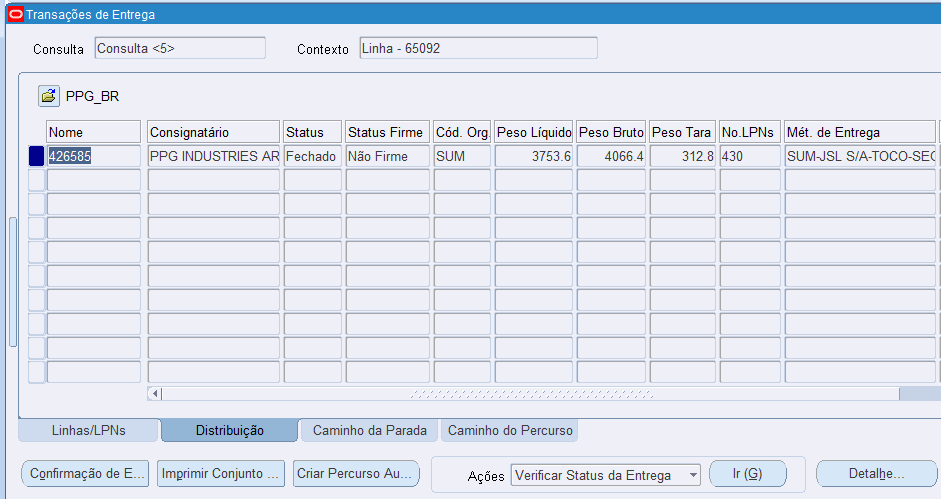 Transações de Entrega
Consulta Consulta <5> Contexto Linha - 65092
PPG_BR
Nome Consignatário Status Status Firme Cód. Org. Peso Líquido Peso Bruto Peso Tara No.LPNs Mét. de Entrega
426585 PPG INDUSTRIES AR Fechado Não Firme SUM 3753.6 4066.4 312.8 430 SUM-JSL S/A-TOCO-SEC
Linhas/LPNs Distribuição Caminho da Parada Caminho do Percurso
Confirmação de E... Imprimir Conjunto ... Criar Percurso Au... Ações Verificar Status da Entrega Ir (G) Detalhe...